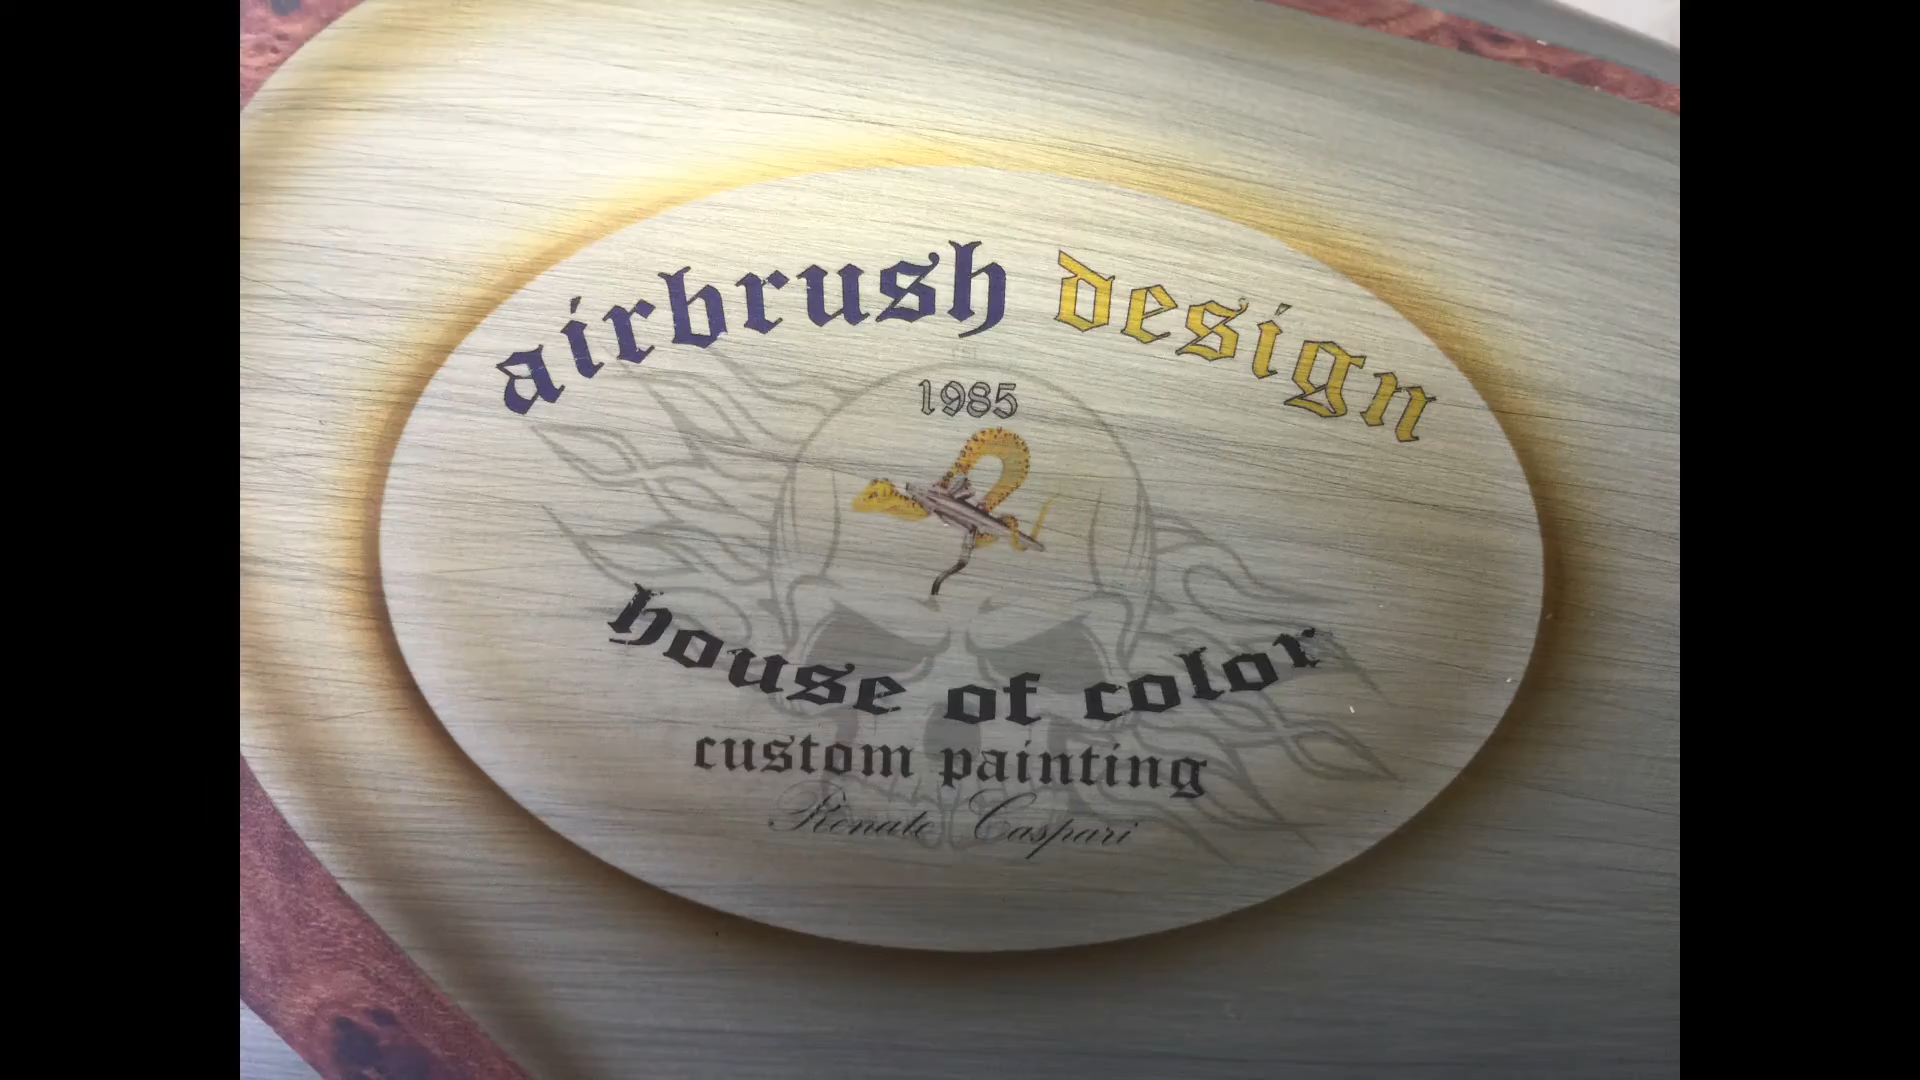 airbrush design
1985
house of color
custom painting
Renate Caspari